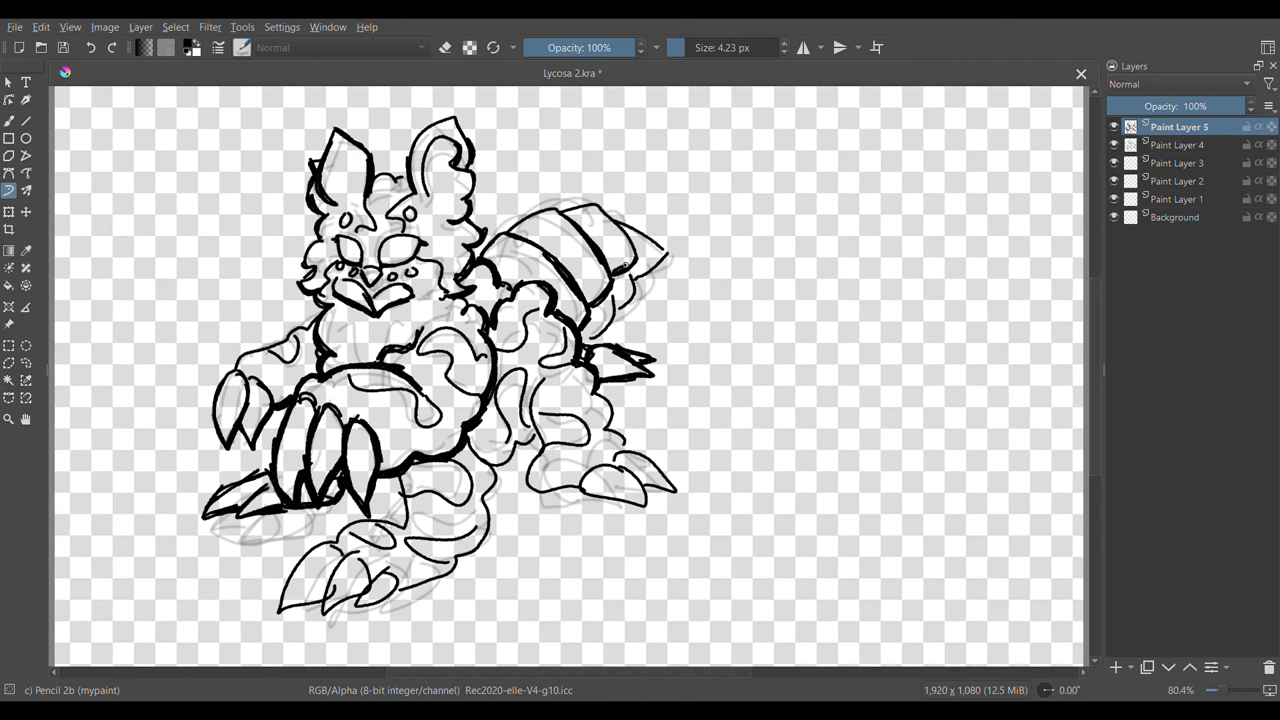 File Edit View Image Layer Select Filter Tools Settings Window Help
Normal Opacity: 100% Size: 4.23 px
Lycosa 2.kra *
Layers
Normal
Opacity: 100%
Paint Layer 5
Paint Layer 4
Paint Layer 3
Paint Layer 2
Paint Layer 1
Background
c) Pencil 2b (mypaint) RGB/Alpha (8-bit integer/channel) Rec2020-elle-V4-g10.icc 1,920 x 1,080 (12.5 MiB) 0.00° 80.4%